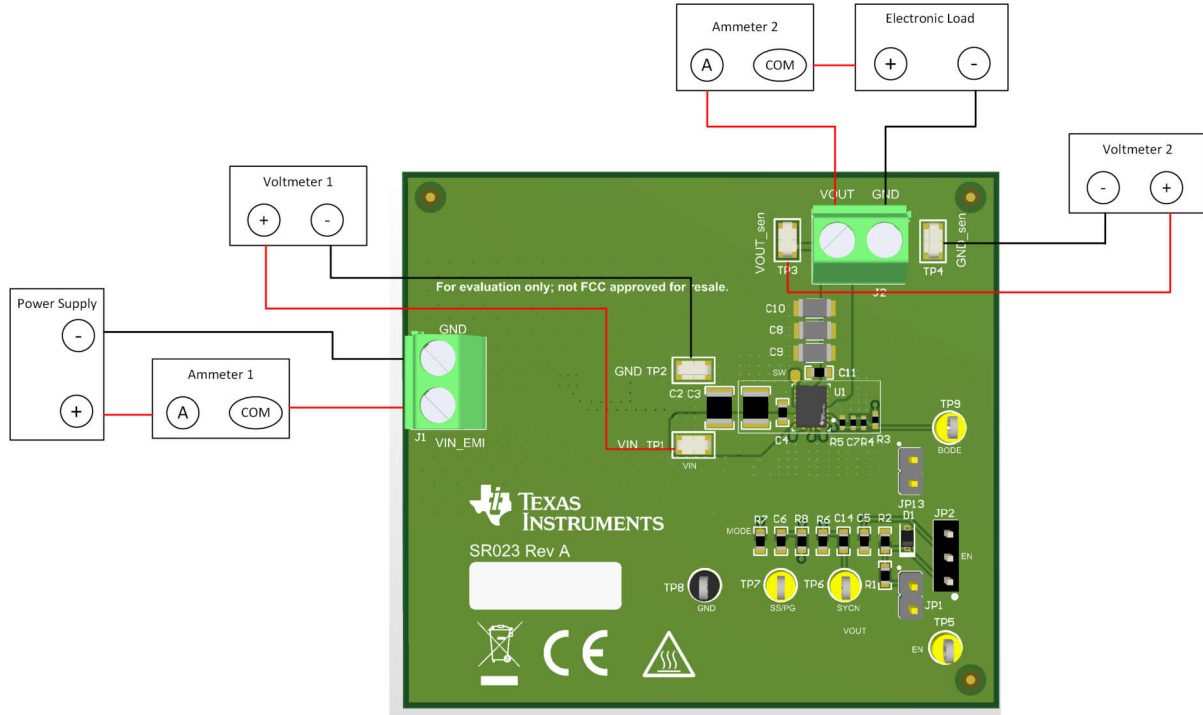 Ammeter 2
A
COM
Electronic Load
+
-
Voltmeter 1
+
-
Voltmeter 2
-
+
Power Supply
-
+
Ammeter 1
A
COM
VOUT
GND
VOUT_sen
TP3
GND_sen
TP4
J2
For evaluation only; not FCC approved for resale.
GND
J1
VIN_EMI
C10
C8
C9
SW
C11
GND TP2
C2 C3
U1
VIN TP1
VIN
C4
R5 C7 R4 R3
TP9
BODE
JP13
TEXAS
INSTRUMENTS
SR023 Rev A
R7 C6 R8 R6 C14 C5 R2 D1
JP2
MODE
EN
R1
JP1
TP8
GND
TP7
SS/PG
TP6
SYCN
VOUT
TP5
EN
CE